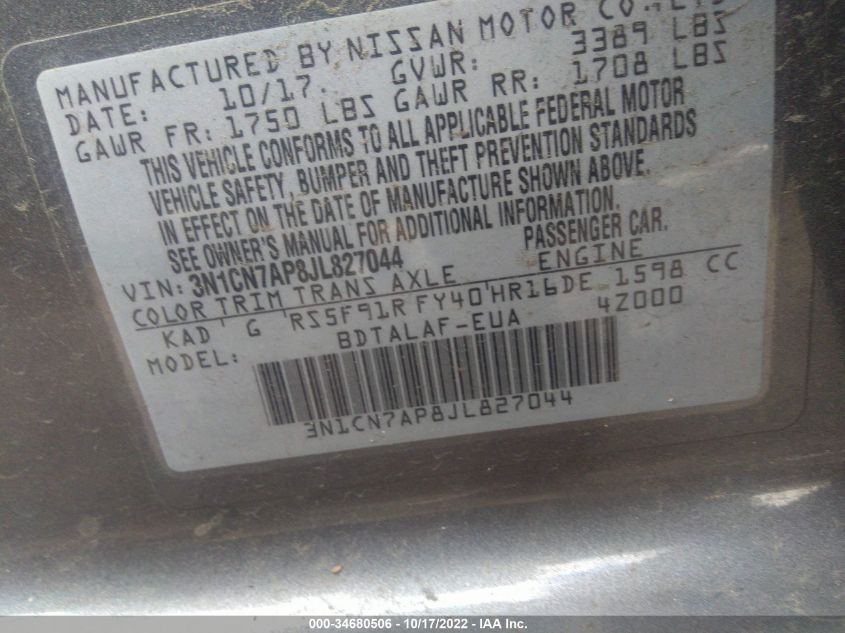 MANUFACTURED BY NISSAN MOTOR CO., LTD
DATE: 10/17. GVWR: 3389 LBS
GAWR FR: 1750 LBS GAWR RR: 1708 LBS
THIS VEHICLE CONFORMS TO ALL APPLICABLE FEDERAL MOTOR
VEHICLE SAFETY, BUMPER AND THEFT PREVENTION STANDARDS
IN EFFECT ON THE DATE OF MANUFACTURE SHOWN ABOVE.
SEE OWNER'S MANUAL FOR ADDITIONAL INFORMATION.
VIN: 3N1CN7AP8JL827044 PASSENGER CAR.
COLOR TRIM TRANS AXLE ENGINE
KAD G RS5F91R FY40 HR16DE 1598 CC
MODEL: BDTALAF-EUA 4Z000
3N1CN7AP8JL827044
000-34680506 - 10/17/2022 - IAA Inc.